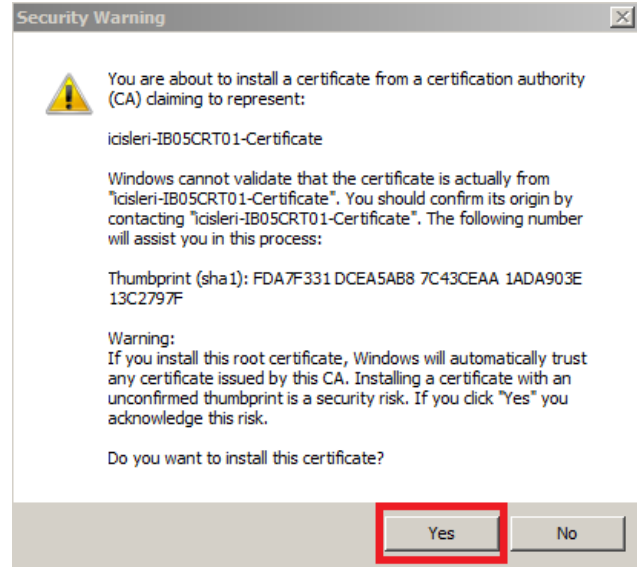 Security Warning
You are about to install a certificate from a certification authority
(CA) claiming to represent:
icisleri-IB05CRT01-Certificate
Windows cannot validate that the certificate is actually from
"icisleri-IB05CRT01-Certificate". You should confirm its origin by
contacting "icisleri-IB05CRT01-Certificate". The following number
will assist you in this process:
Thumbprint (sha1): FDA7F331 DCEA5AB8 7C43CEAA 1ADA903E
13C2797F
Warning:
If you install this root certificate, Windows will automatically trust
any certificate issued by this CA. Installing a certificate with an
unconfirmed thumbprint is a security risk. If you click "Yes" you
acknowledge this risk.
Do you want to install this certificate?
Yes
No